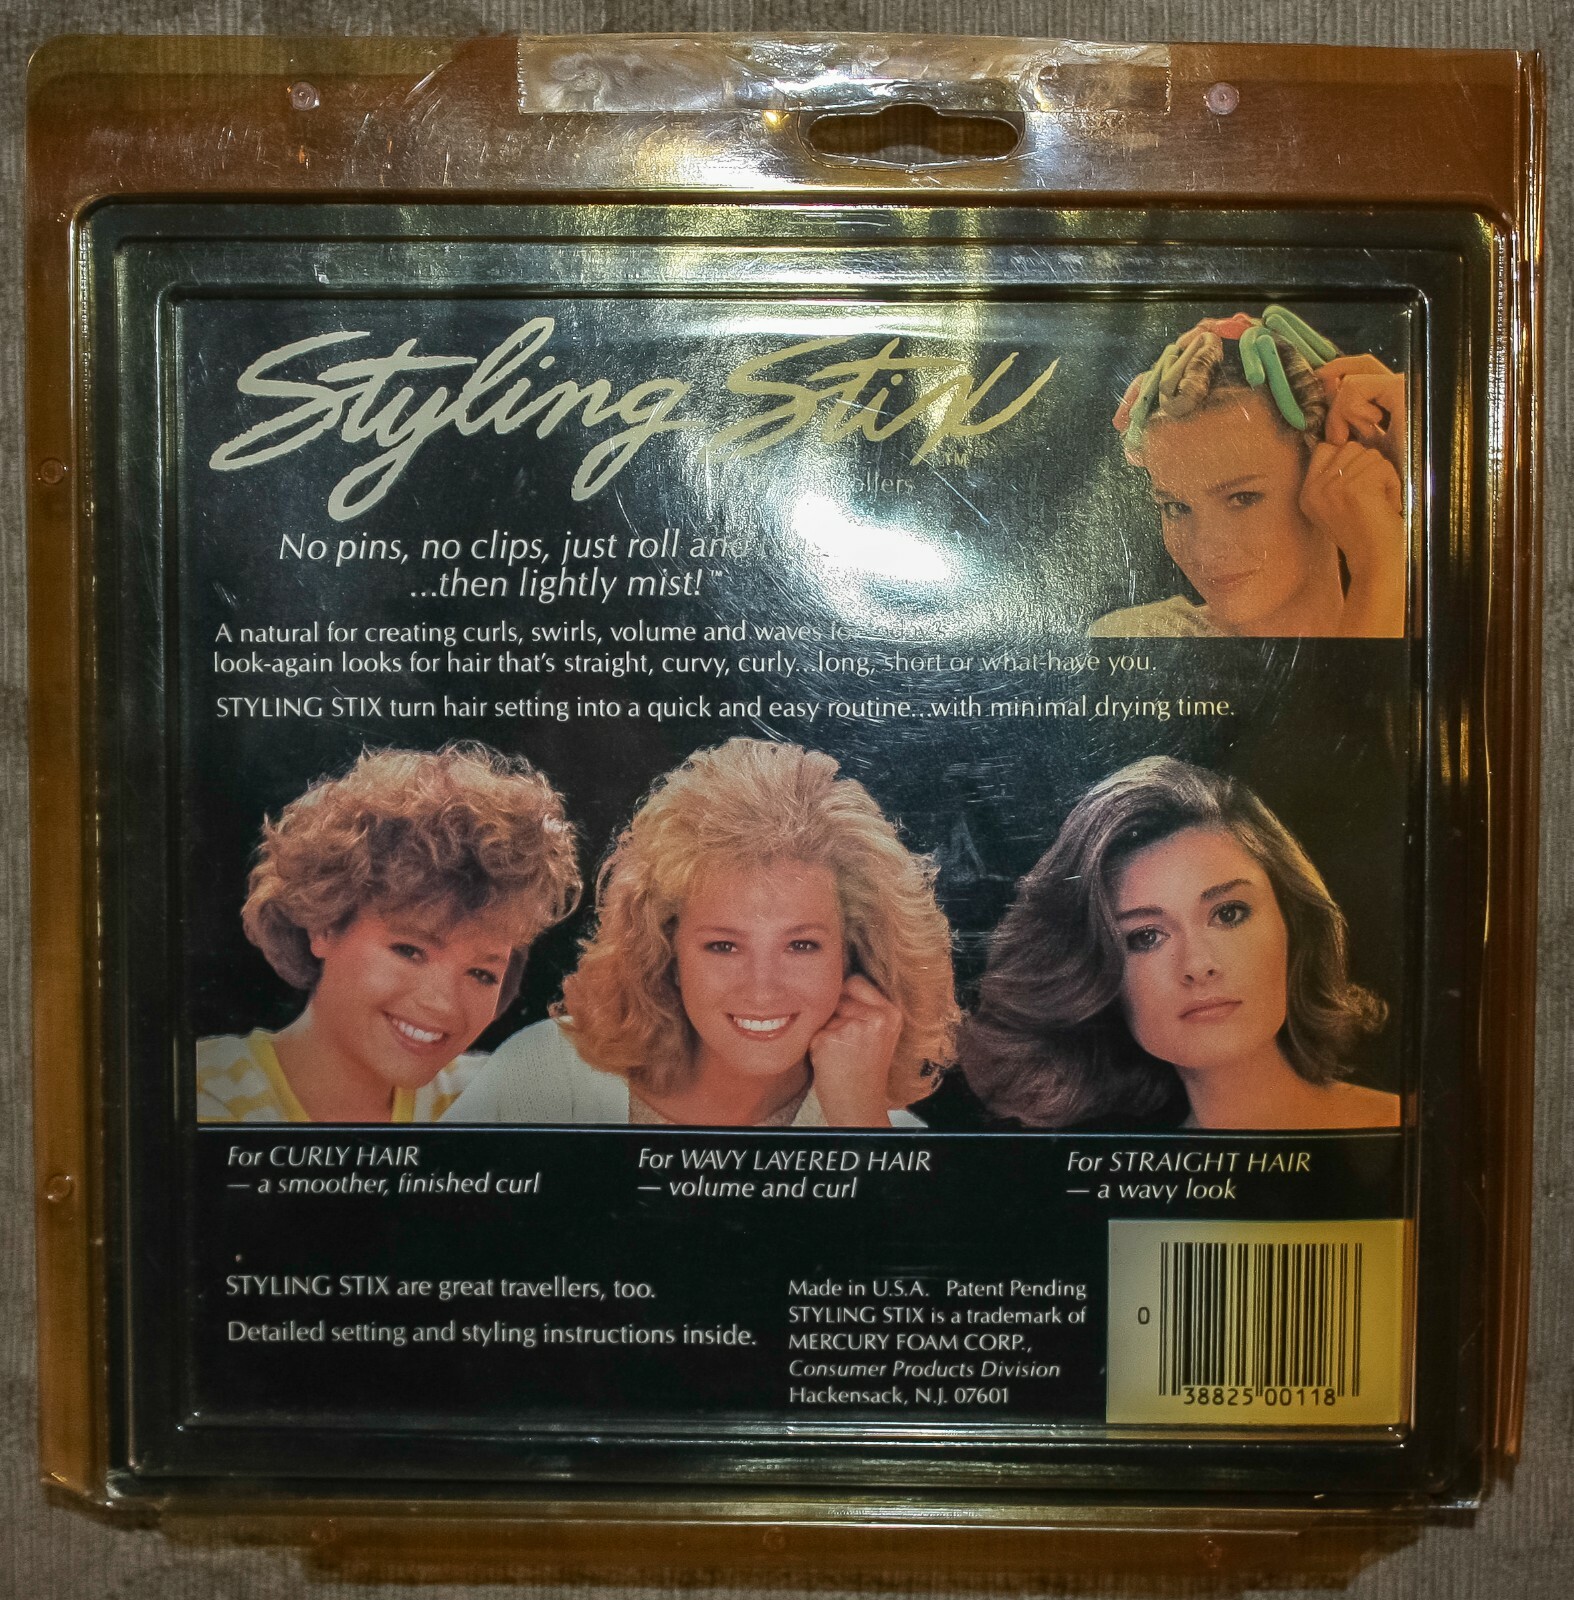 Styling Stix
TM
No pins, no clips, just roll and
...then lightly mist!™
A natural for creating curls, swirls, volume and waves
look-again looks for hair that's straight, curvy, curly...long, short or what-have you.
STYLING STIX turn hair setting into a quick and easy routine...with minimal drying time.
For CURLY HAIR
— a smoother, finished curl
For WAVY LAYERED HAIR
— volume and curl
For STRAIGHT HAIR
— a wavy look
STYLING STIX are great travellers, too.
Detailed setting and styling instructions inside.
Made in U.S.A. Patent Pending
STYLING STIX is a trademark of
MERCURY FOAM CORP.,
Consumer Products Division
Hackensack, N.J. 07601
0 38825 00118